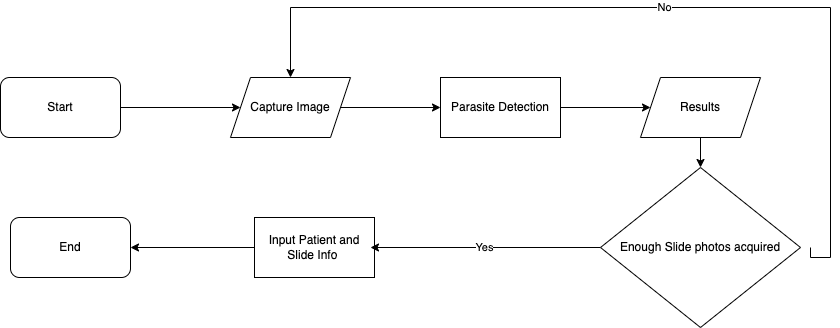 No
Start
Capture Image
Parasite Detection
Results
End
Input Patient and
Slide Info
Yes
Enough Slide photos acquired